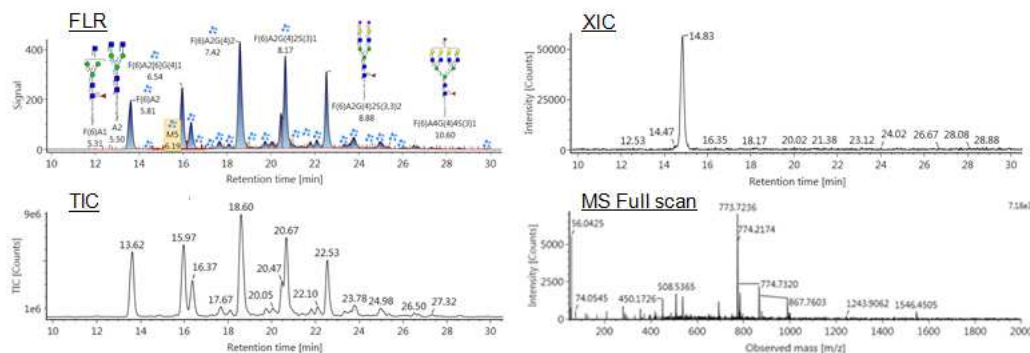 FLR
F(6)A2G(4)2
7.42
F(6)A2G(4)2S(3)1
8.17
F(6)A2[6]G(4)1
6.54
F(6)A2
5.81
F(6)A1
5.31
A2
5.50
M5
6.19
F(6)A2G(4)2S(3,3)2
8.88
F(6)A4G(4)4S(3)1
10.60
400
200
0
Signal
10 12 14 16 18 20 22 24 26 28 30
Retention time [min]
XIC
50000
25000
0
Intensity [Counts]
14.83
14.47
12.53
16.35
18.17
20.02
21.38
23.12
24.02
26.67
28.08
28.88
10 12 14 16 18 20 22 24 26 28 30
Retention time [min]
TIC
9e6
1e6
TIC [Counts]
13.62
15.97
16.37
17.67
18.60
20.05
20.47
20.67
22.10
22.53
23.78
24.98
26.50
27.32
10 12 14 16 18 20 22 24 26 28 30
Retention time [min]
MS Full scan
5000
2500
0
Intensity [Counts]
56.0425
74.0545
450.1726
508.5365
773.7236
774.2174
774.7320
867.7603
1243.9062
1546.4505
200 400 600 800 1000 1200 1400 1600 1800 2000
Observed mass [m/z]